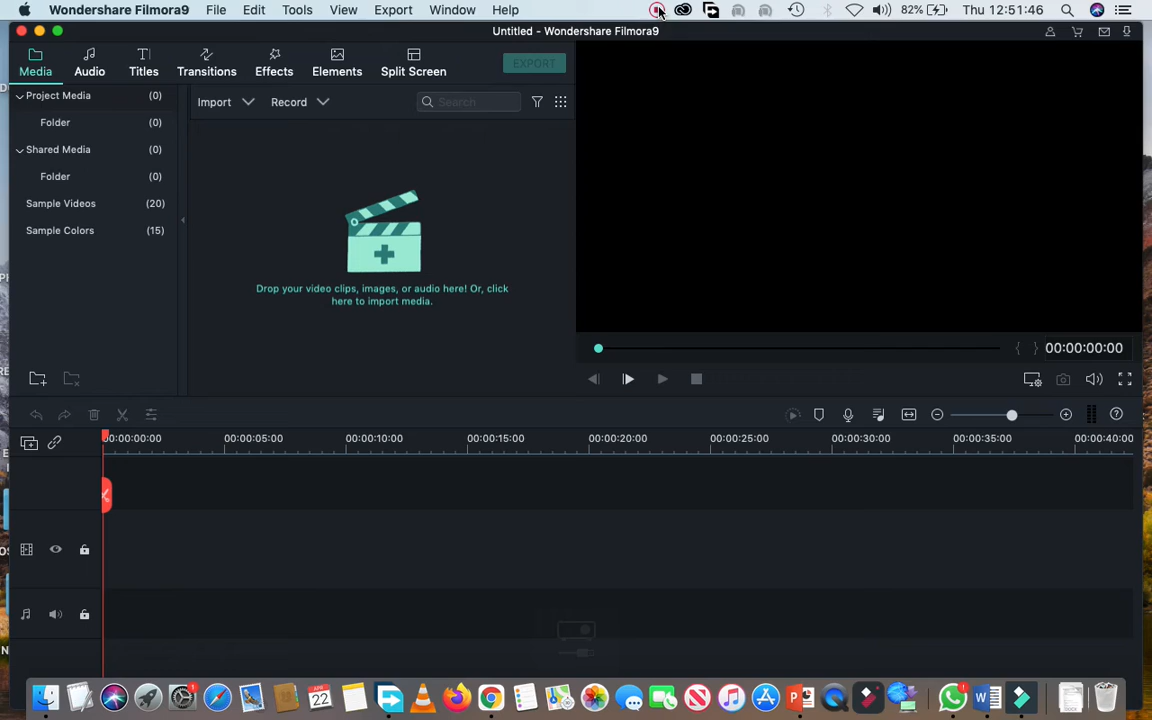 Wondershare Filmora9 File Edit Tools View Export Window Help 82% Thu 12:51:46
Untitled - Wondershare Filmora9
Media Audio Titles Transitions Effects Elements Split Screen EXPORT
Project Media (0)
Import Record Search
Folder (0)
Shared Media (0)
Folder (0)
Sample Videos (20)
Sample Colors (15)
Drop your video clips, images, or audio here! Or, click
here to import media.
00:00:00:00
00:00:00:00 00:00:05:00 00:00:10:00 00:00:15:00 00:00:20:00 00:00:25:00 00:00:30:00 00:00:35:00 00:00:40:00
APR
22
1